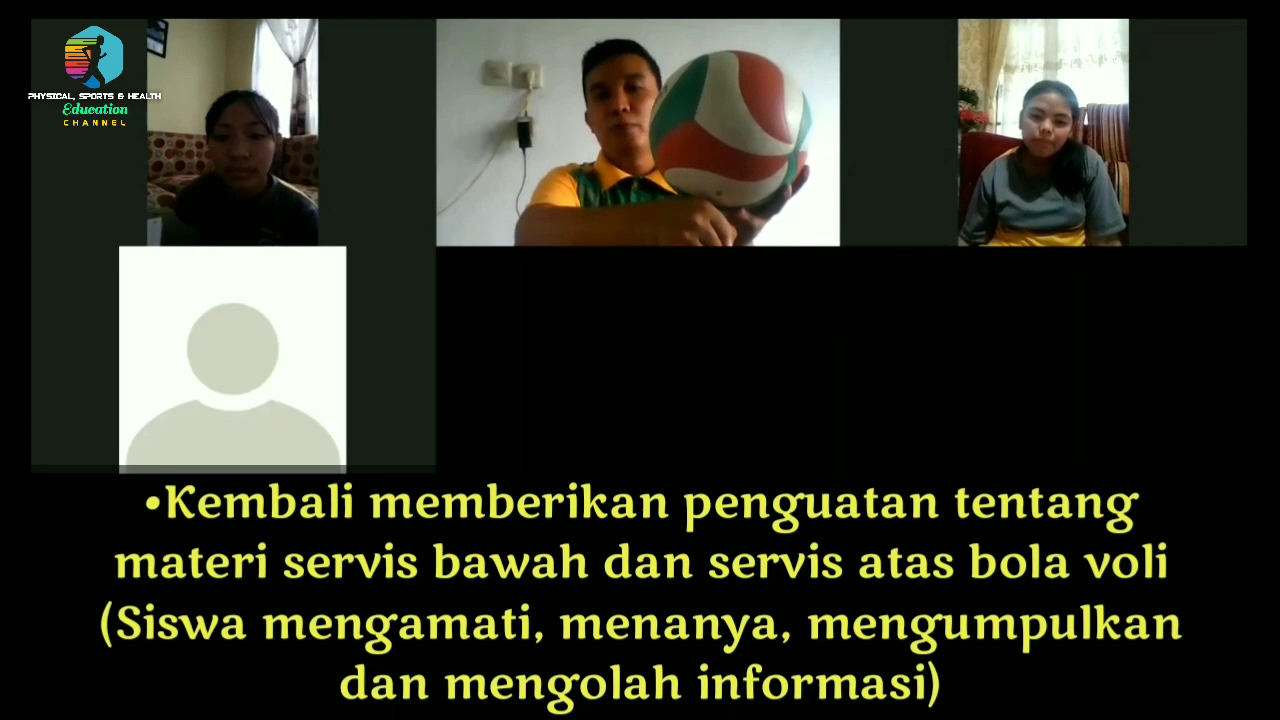 PHYSICAL, SPORTS & HEALTH
Education
CHANNEL
•Kembali memberikan penguatan tentang
materi servis bawah dan servis atas bola voli
(Siswa mengamati, menanya, mengumpulkan
dan mengolah informasi)